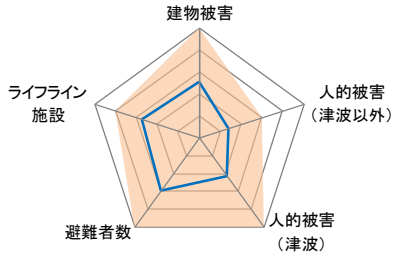 建物被害
人的被害
（津波以外）
人的被害
（津波）
避難者数
ライフライン
施設